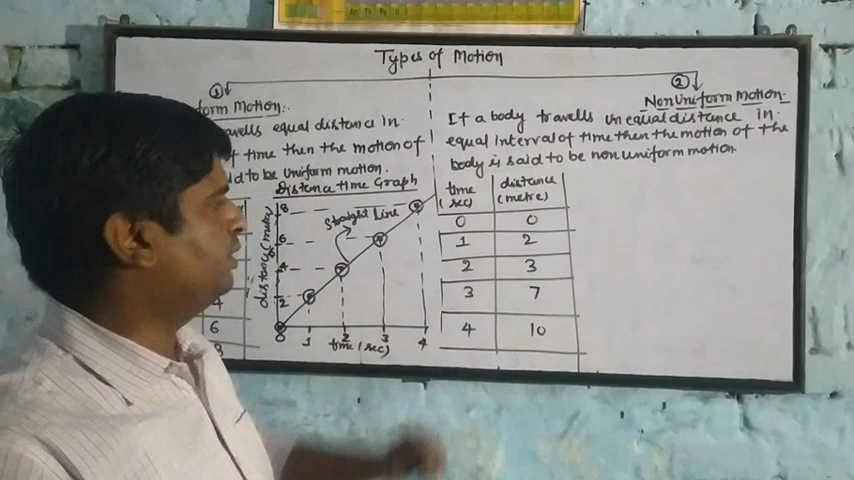 Types of Motion
①
②
form Motion:.
avells equal distance in
f time then the motion of
id to be uniform motion.
Distance time Graph
distance(metre)
8
6
4
2
0
1
2
3
4
time (sec)
Straight Line
4
6
8
Non Uniform Motion.
If a body travells unequal distance in
equal interval of time then the motion of the
body is said to be non uniform motion.
time (sec) distance (metre)
0 0
1 2
2 3
3 7
4 10